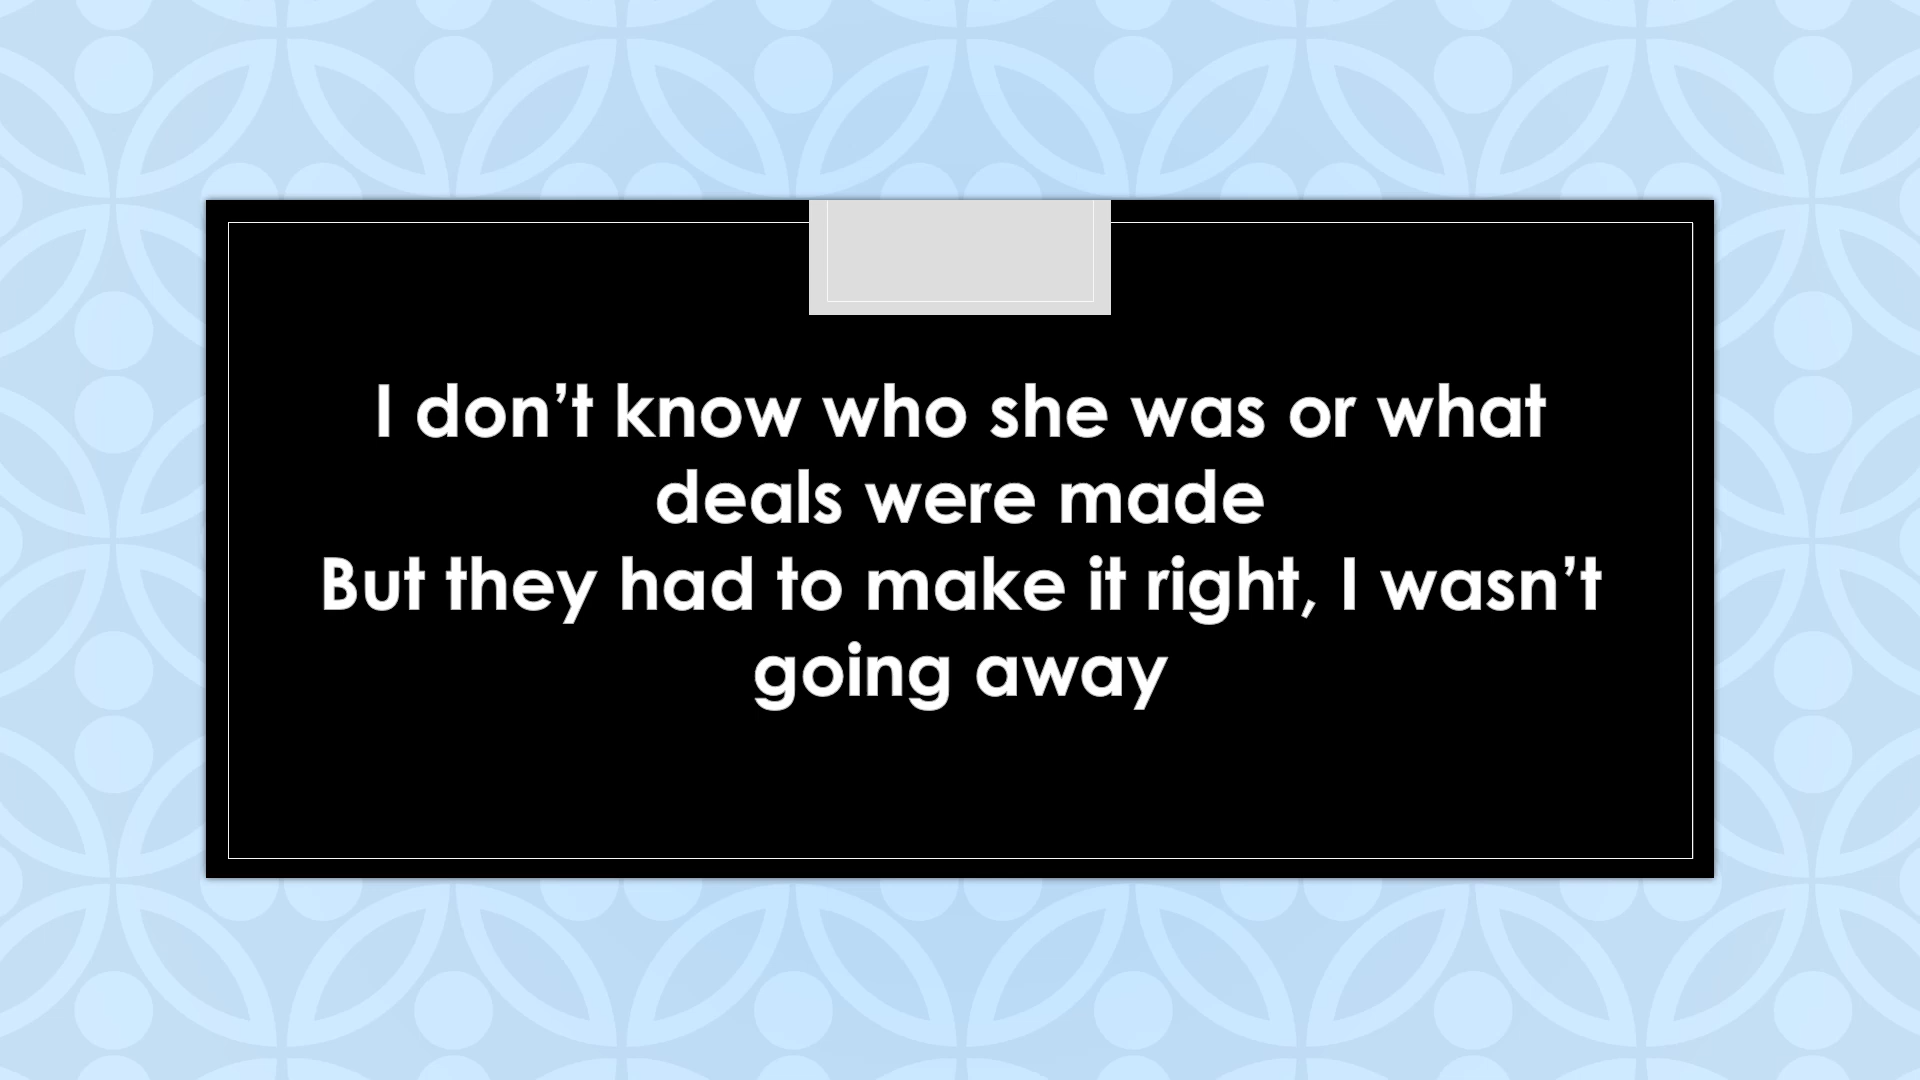 I don’t know who she was or what
deals were made
But they had to make it right, I wasn’t
going away